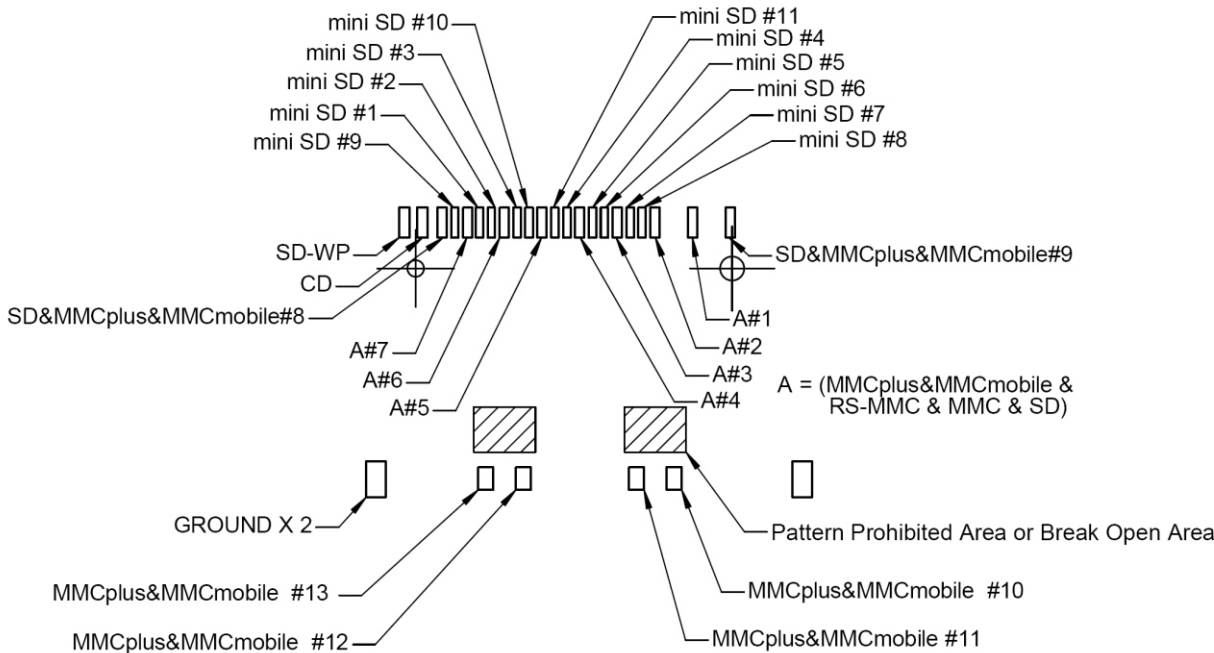 mini SD #10
mini SD #3
mini SD #2
mini SD #1
mini SD #9
mini SD #11
mini SD #4
mini SD #5
mini SD #6
mini SD #7
mini SD #8
SD-WP
CD
SD&MMCplus&MMCmobile#8
SD&MMCplus&MMCmobile#9
A#7
A#6
A#5
A#1
A#2
A#3
A#4
A = (MMCplus&MMCmobile &
RS-MMC & MMC & SD)
GROUND X 2
Pattern Prohibited Area or Break Open Area
MMCplus&MMCmobile #13
MMCplus&MMCmobile #12
MMCplus&MMCmobile #10
MMCplus&MMCmobile #11